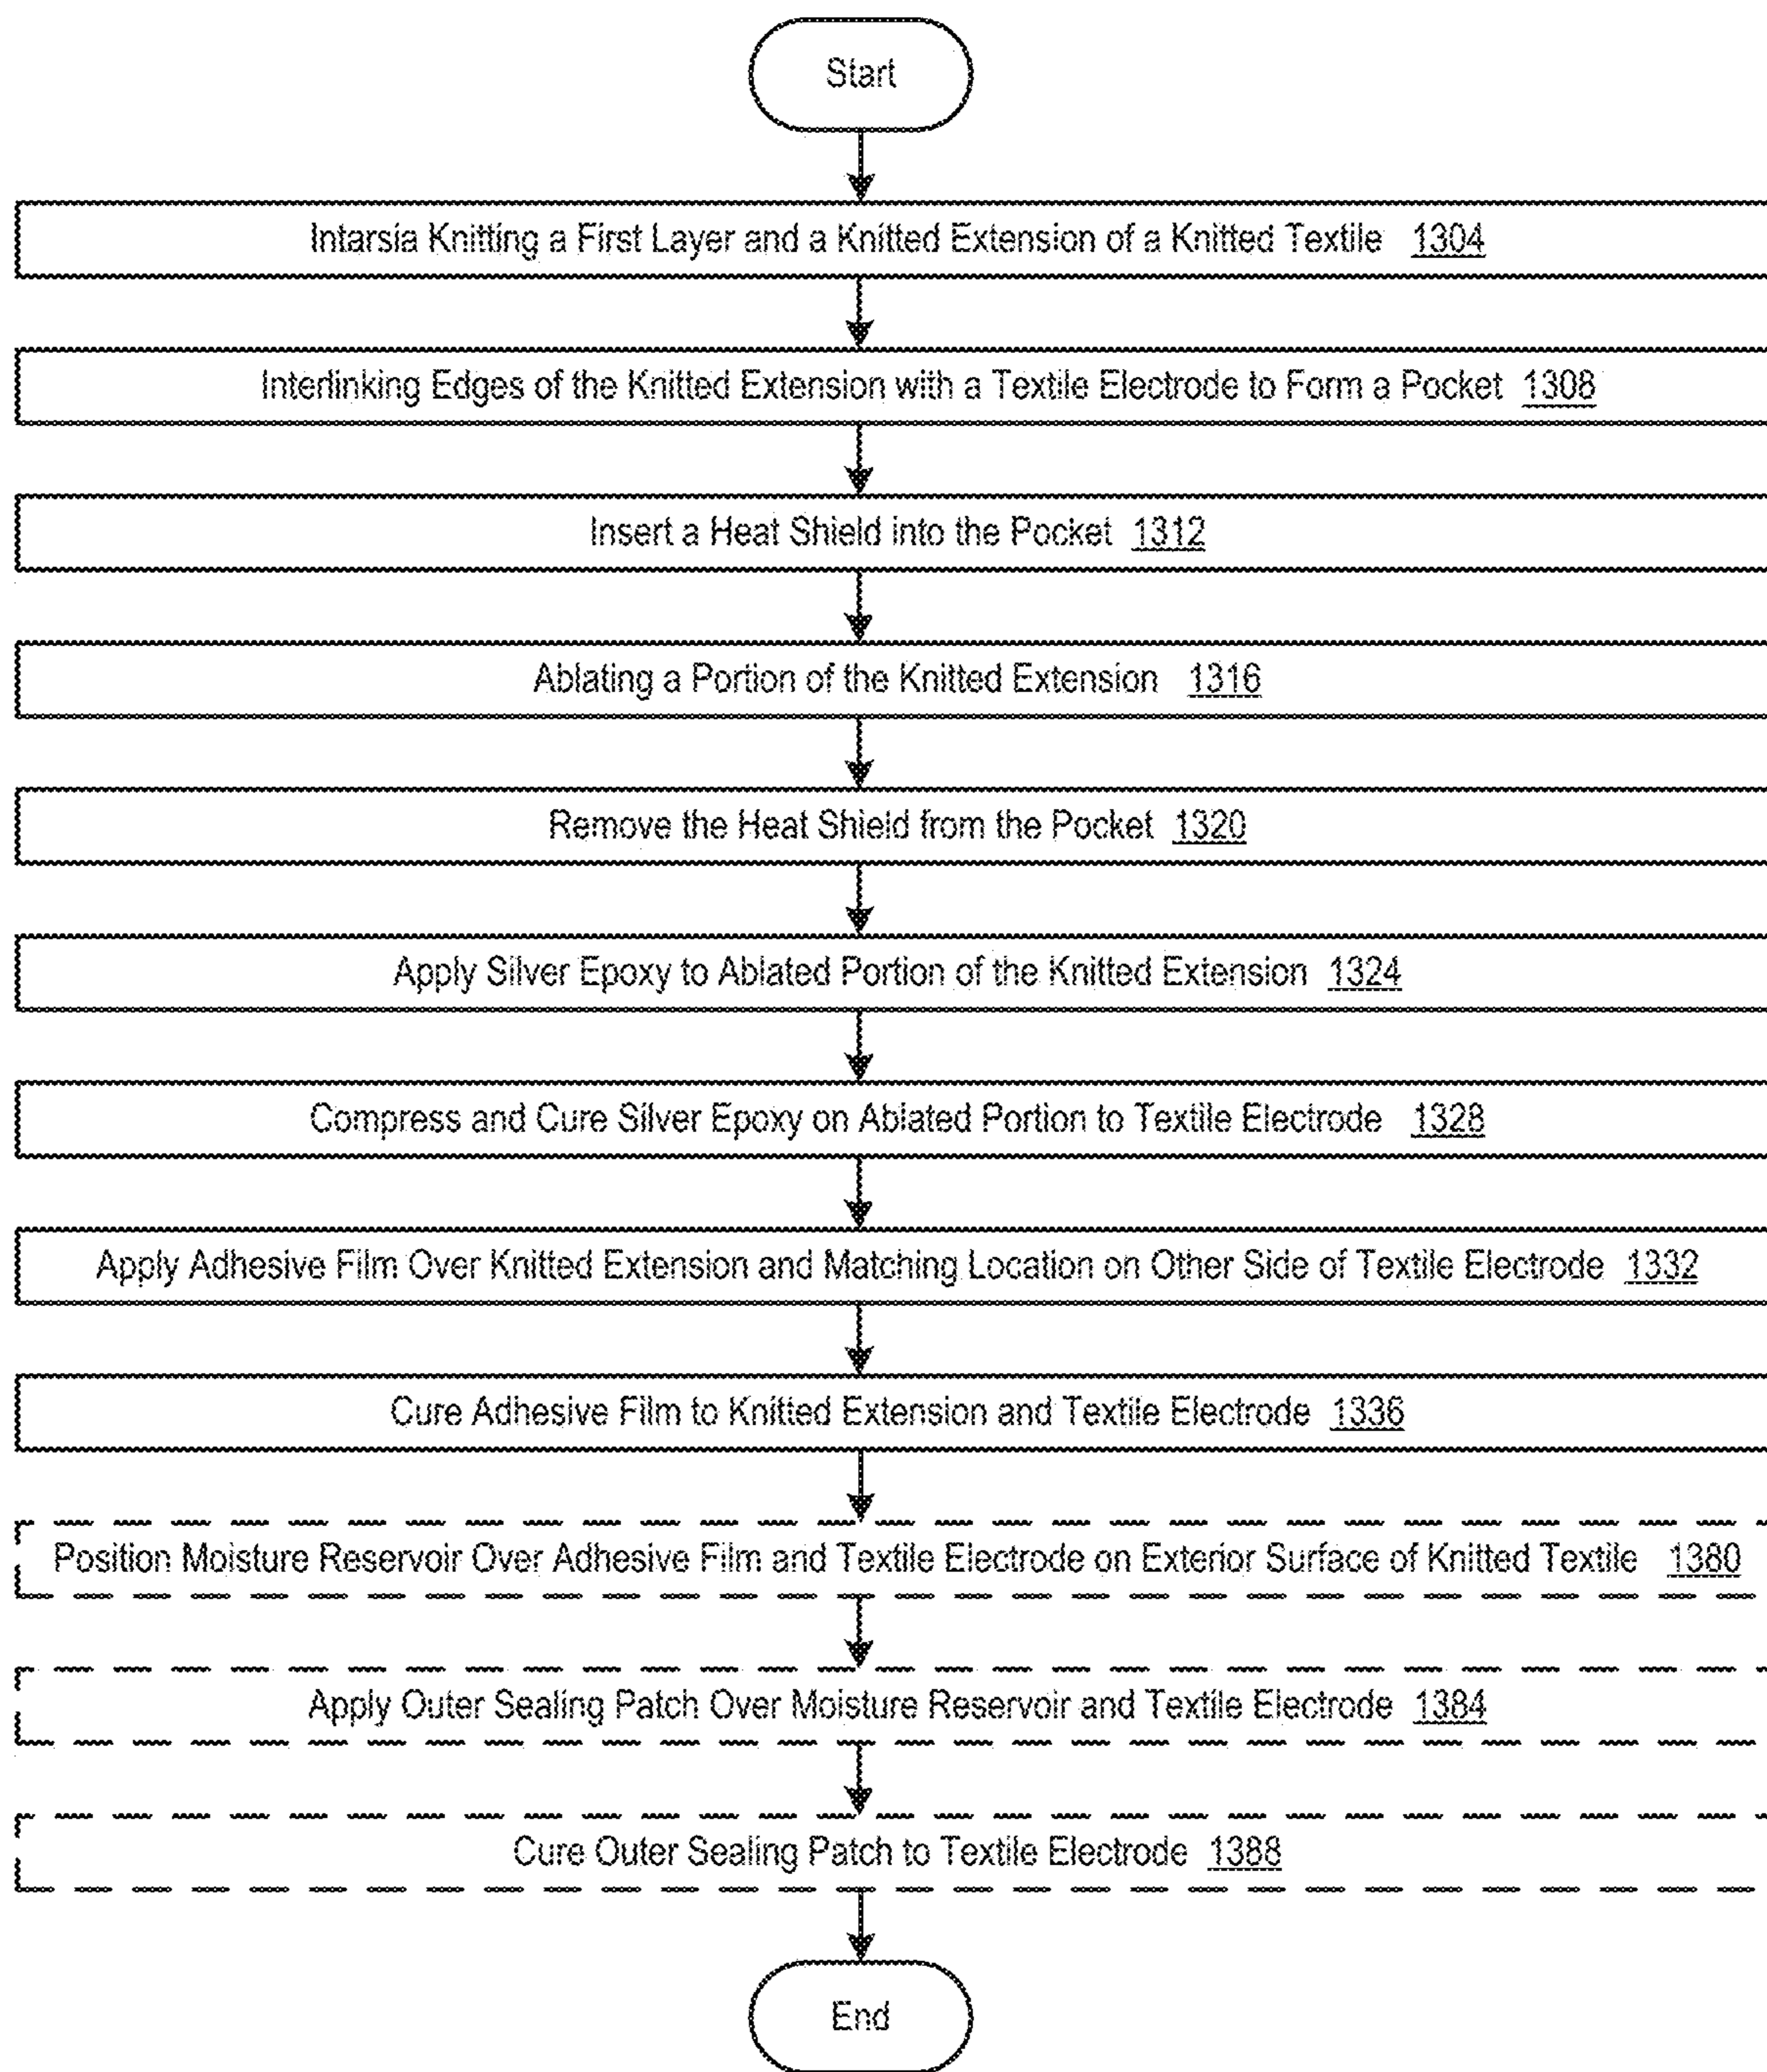 Start
Intarsia Knitting a First Layer and a Knitted Extension of a Knitted Textile 1304
Interlinking Edges of the Knitted Extension with a Textile Electrode to Form a Pocket 1308
Insert a Heat Shield into the Pocket 1312
Ablating a Portion of the Knitted Extension 1316
Remove the Heat Shield from the Pocket 1320
Apply Silver Epoxy to Ablated Portion of the Knitted Extension 1324
Compress and Cure Silver Epoxy on Ablated Portion to Textile Electrode 1328
Apply Adhesive Film Over Knitted Extension and Matching Location on Other Side of Textile Electrode 1332
Cure Adhesive Film to Knitted Extension and Textile Electrode 1336
Position Moisture Reservoir Over Adhesive Film and Textile Electrode on Exterior Surface of Knitted Textile 1380
Apply Outer Sealing Patch Over Moisture Reservoir and Textile Electrode 1384
Cure Outer Sealing Patch to Textile Electrode 1388
End